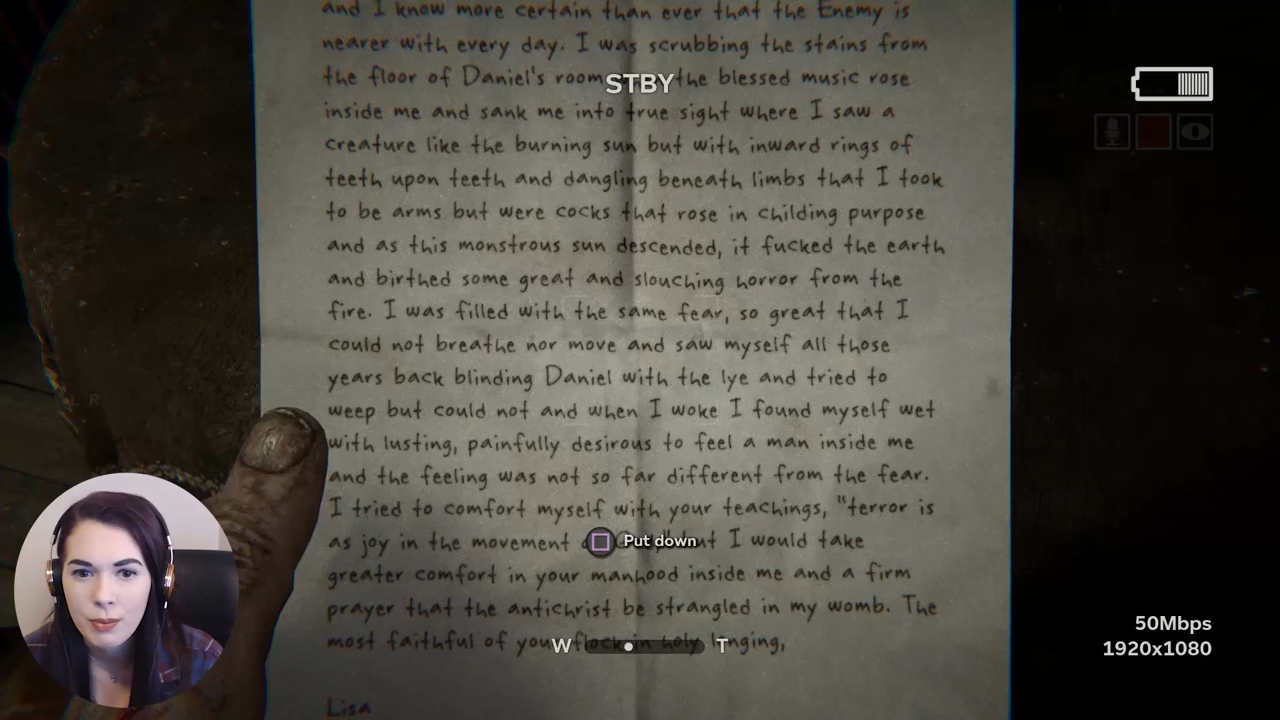 and I know more certain than ever that the Enemy is
nearer with every day. I was scrubbing the stains from
the floor of Daniel's room the blessed music rose
STBY
inside me and sank me into true sight where I saw a
creature like the burning sun but with inward rings of
teeth upon teeth and dangling beneath limbs that I took
to be arms but were cocks that rose in childing purpose
and as this monstrous sun descended, it fucked the earth
and birthed some great and slouching horror from the
fire. I was filled with the same fear, so great that I
could not breathe nor move and saw myself all those
years back blinding Daniel with the lye and tried to
weep but could not and when I woke I found myself wet
with lusting, painfully desirous to feel a man inside me
and the feeling was not so far different from the fear.
I tried to comfort myself with your teachings, "terror is
as joy in the movement but I would take
Put down
greater comfort in your manhood inside me and a firm
prayer that the antichrist be strangled in my womb. The
most faithful of your flock in holy longing,
W T
Lisa
50Mbps
1920x1080